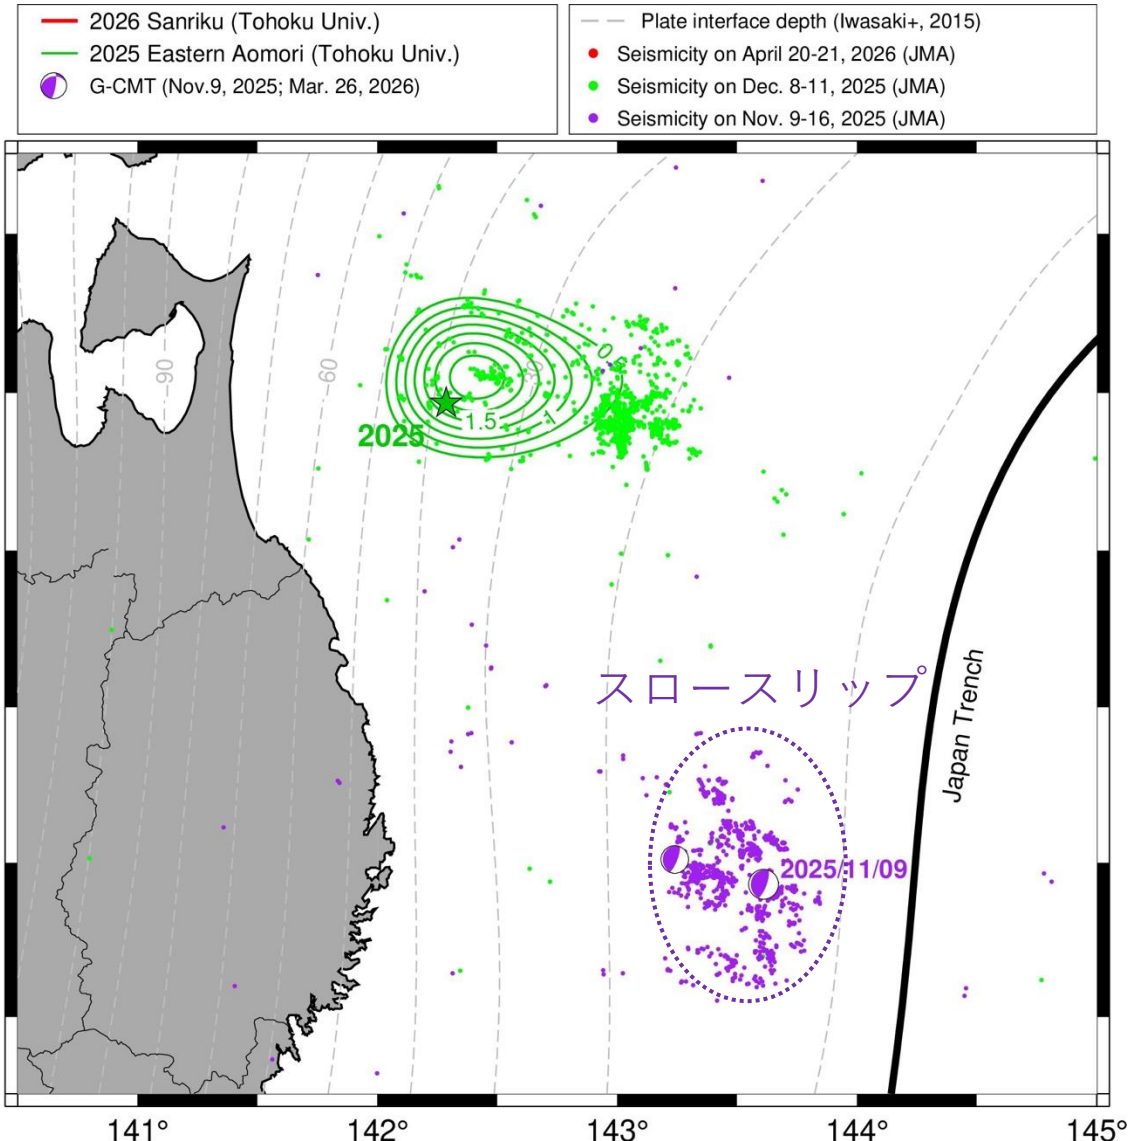 2026 Sanriku (Tohoku Univ.)
2025 Eastern Aomori (Tohoku Univ.)
G-CMT (Nov.9, 2025; Mar. 26, 2026)
Plate interface depth (Iwasaki+, 2015)
Seismicity on April 20-21, 2026 (JMA)
Seismicity on Dec. 8-11, 2025 (JMA)
Seismicity on Nov. 9-16, 2025 (JMA)
90
60
30
0.5
1
1.5
2025
スロースリップ
Japan Trench
2025/11/09
141°
142°
143°
144°
145°